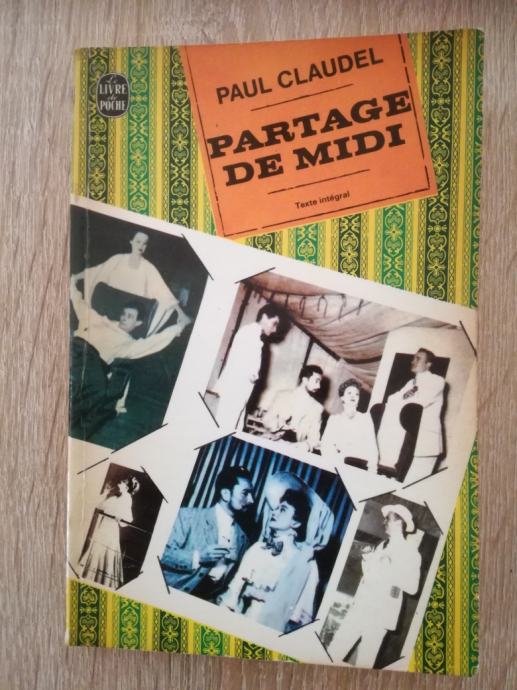 Le
LIVRE
de
POCHE
PAUL CLAUDEL
PARTAGE
DE MIDI
Texte intégral